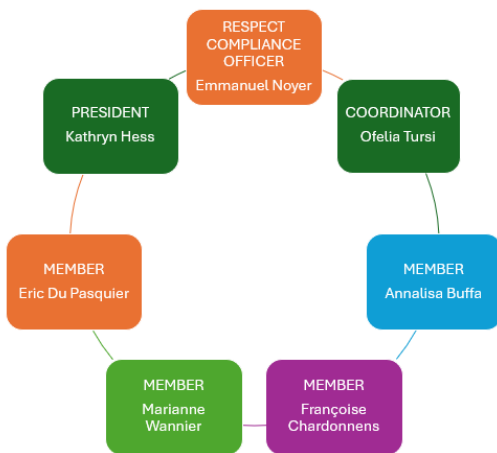 RESPECT
COMPLIANCE
OFFICER
Emmanuel Noyer
PRESIDENT
Kathryn Hess
COORDINATOR
Ofelia Tursi
MEMBER
Eric Du Pasquier
MEMBER
Annalisa Buffa
MEMBER
Marianne
Wannier
MEMBER
Françoise
Chardonnens